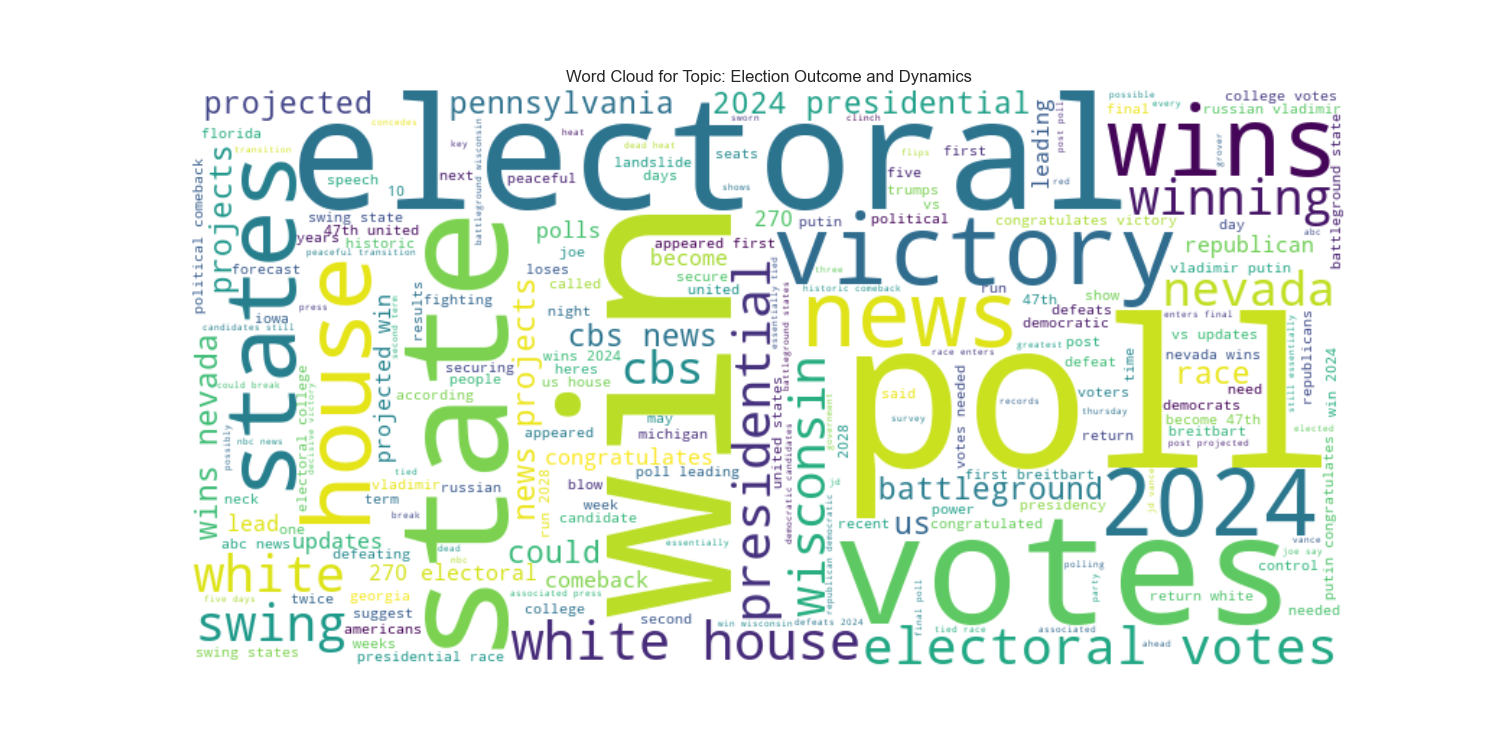 Word Cloud for Topic: Election Outcome and Dynamics
projected
pennsylvania
2024 presidential
possible
every
college votes
final
russian vladimir
florida
concedes
electoral
sworn
clinch
wins
transition
key
heat
dead heat
flips
first
leading
post poll
grover
red
battleground state
political comeback
projects
states
speech
10
next
peaceful
landslide
days
seats
shows
five
trumps
vs
winning
battleground wisconsin
swing state
47th united
years
historic
peaceful transition
polls
joe
appeared first
become
270
putin
political
congratulates victory
day
abc
victory
republican
forecast
loses
called
secure
united
three
vladimir putin
iowa
press
house
state
fighting
results
second term
projected win
win
night
presidential
essentially tied
historic comeback
news
run
47th
show
defeats
democratic
nevada
enters final
candidates still
wins nevada
could break
electoral college
decisive victory
securing
people
according
news projects
cbs news
wins 2024
heres
us house
cbs
battleground states
race enters
greatest
post
defeat
time
vs updates
nevada wins
race
need
still essentially
republicans
win 2024
elected
possibly
nbc news
tied
appeared
may
michigan
congratulates
poll leading
united states
democratic candidates
wisconsin
government
said
survey
records
votes needed
poll
voters
thursday
return
democrats
become 47th
breitbart
post projected
neck
vladimir
russian
term
break
run 2028
blow
week
candidate
2028
jd
first breitbart
battleground
power
presidency
jd vance
2024
lead
one
abc news
updates
defeating
dead
nbc
could
essentially
republican democratic
recent
us
congratulated
vance
joe say
control
putin congratulates
white
270 electoral
comeback
associated press
votes
polling
party
return white
needed
five days
twice
georgia
suggest
swing
americans
weeks
college
second
win wisconsin
defeats 2024
final poll
tied race
associated
ahead
swing states
presidential race
white house
electoral votes